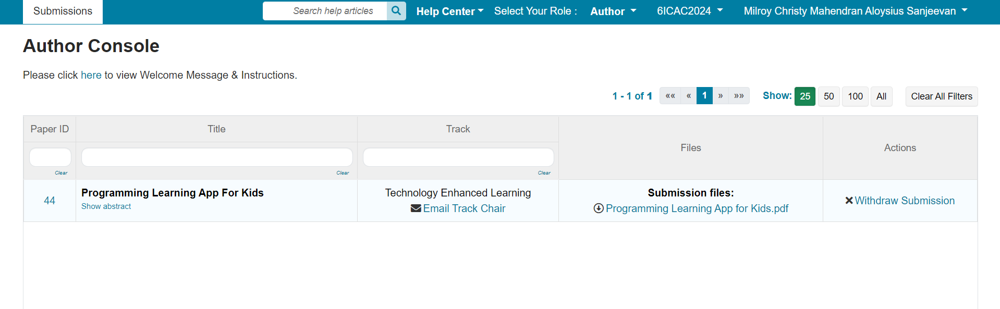 Submissions
Search help articles
Help Center
Select Your Role :
Author
6ICAC2024
Milroy Christy Mahendran Aloysius Sanjeevan
Author Console
Please click here to view Welcome Message & Instructions.
1 - 1 of 1
«« « 1 » »»
Show: 25 50 100 All
Clear All Filters
Paper ID
Title
Track
Files
Actions
Clear
Clear
Clear
44
Programming Learning App For Kids
Show abstract
Technology Enhanced Learning
Email Track Chair
Submission files:
Programming Learning App for Kids.pdf
Withdraw Submission